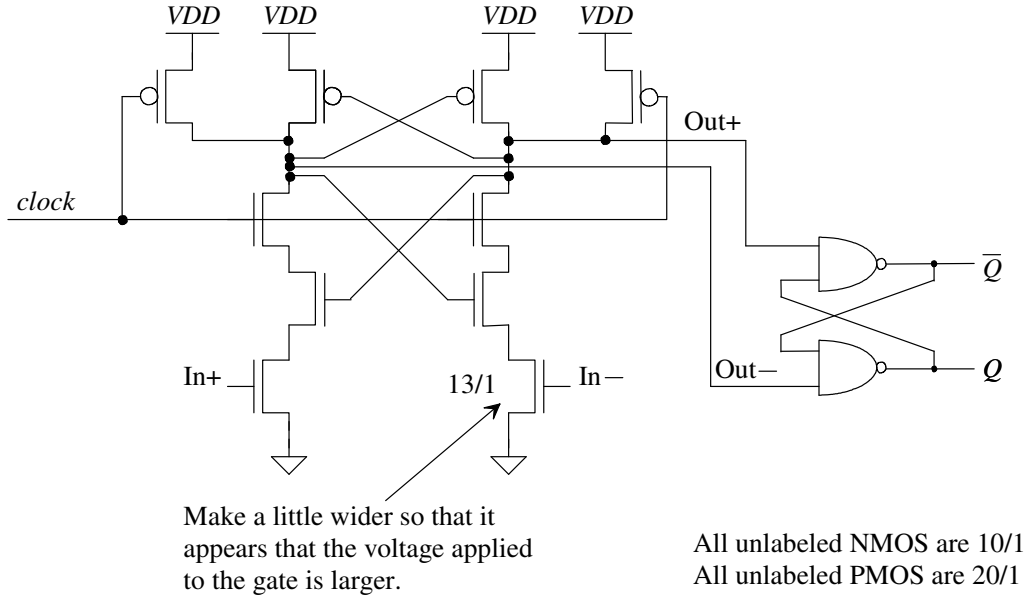 VDD VDD VDD VDD
Out+
clock
Q̅
In+ 13/1 In− Out− Q
Make a little wider so that it
appears that the voltage applied
to the gate is larger.
All unlabeled NMOS are 10/1
All unlabeled PMOS are 20/1